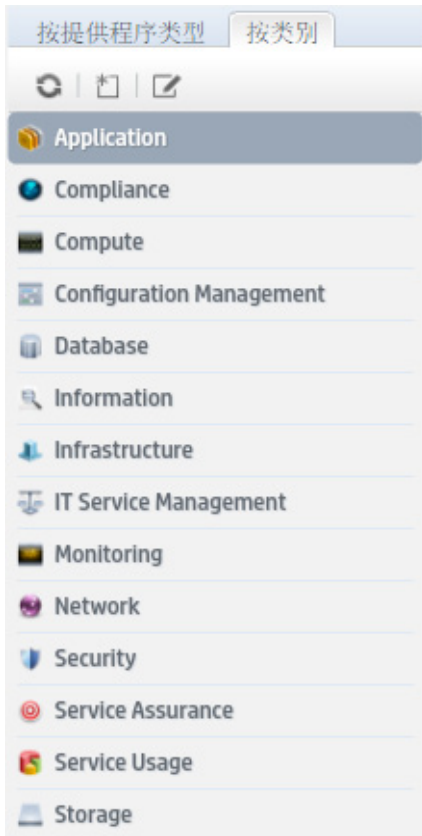 按提供程序类型 按类别
Application
Compliance
Compute
Configuration Management
Database
Information
Infrastructure
IT Service Management
Monitoring
Network
Security
Service Assurance
Service Usage
Storage